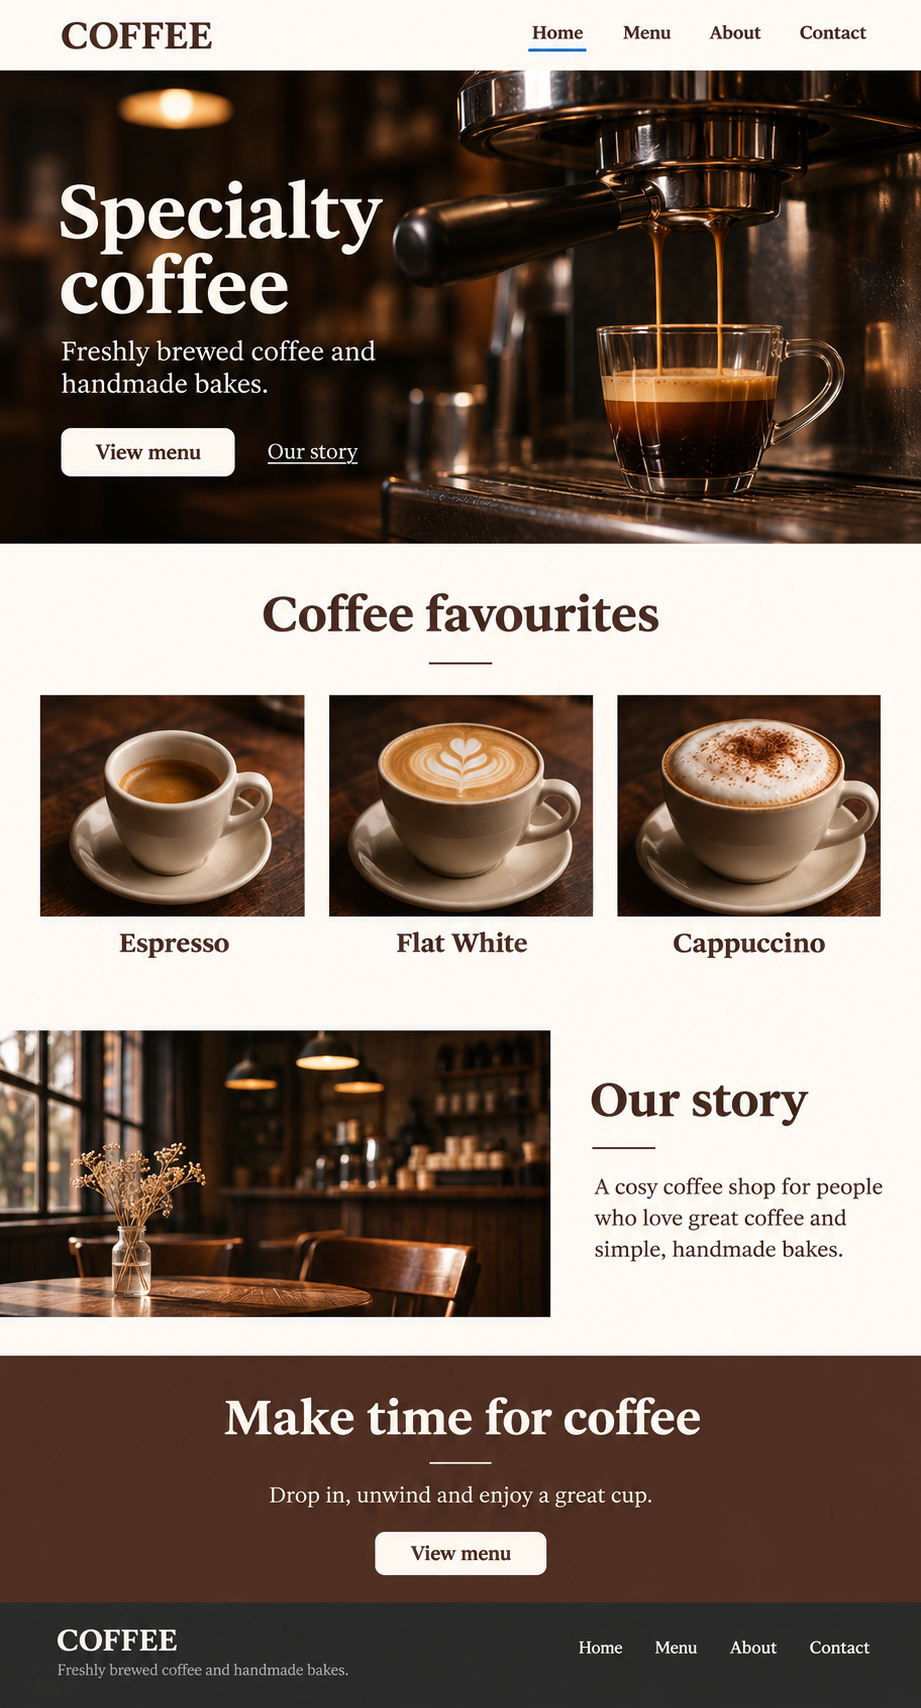 COFFEE
Home Menu About Contact
Specialty
coffee
Freshly brewed coffee and
handmade bakes.
View menu Our story
Coffee favourites
Espresso Flat White Cappuccino
Our story
A cosy coffee shop for people
who love great coffee and
simple, handmade bakes.
Make time for coffee
Drop in, unwind and enjoy a great cup.
View menu
COFFEE
Freshly brewed coffee and handmade bakes.
Home Menu About Contact